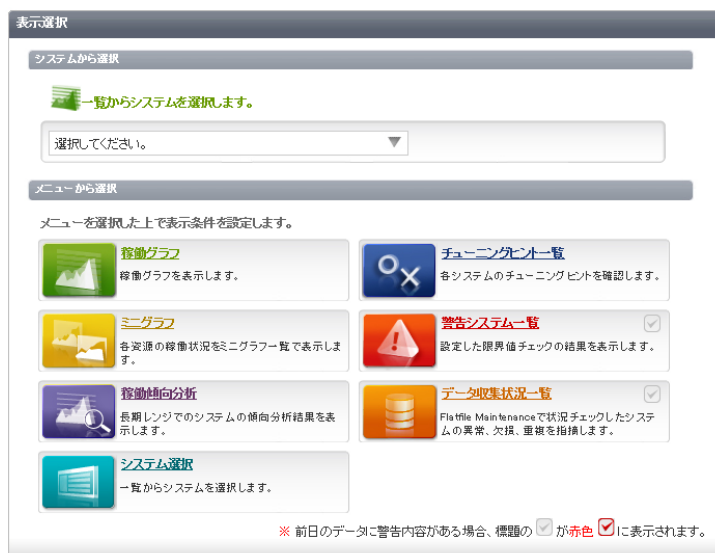 表示選択
システムから選択
一覧からシステムを選択します。
選択してください。
メニューから選択
メニューを選択した上で表示条件を設定します。
稼働グラフ
稼働グラフを表示します。
チューニングヒント一覧
各システムのチューニングヒントを確認します。
ミニグラフ
各資源の稼働状況をミニグラフ一覧で表示しま
す。
警告システム一覧
設定した限界値チェックの結果を表示します。
稼働傾向分析
長期レンジでのシステムの傾向分析結果を表
示します。
データ収集状況一覧
Flatfile Maintenanceで状況チェックしたシステ
ムの異常、欠損、重複を指摘します。
システム選択
一覧からシステムを選択します。
※ 前日のデータに警告内容がある場合、標題の が赤色 に表示されます。